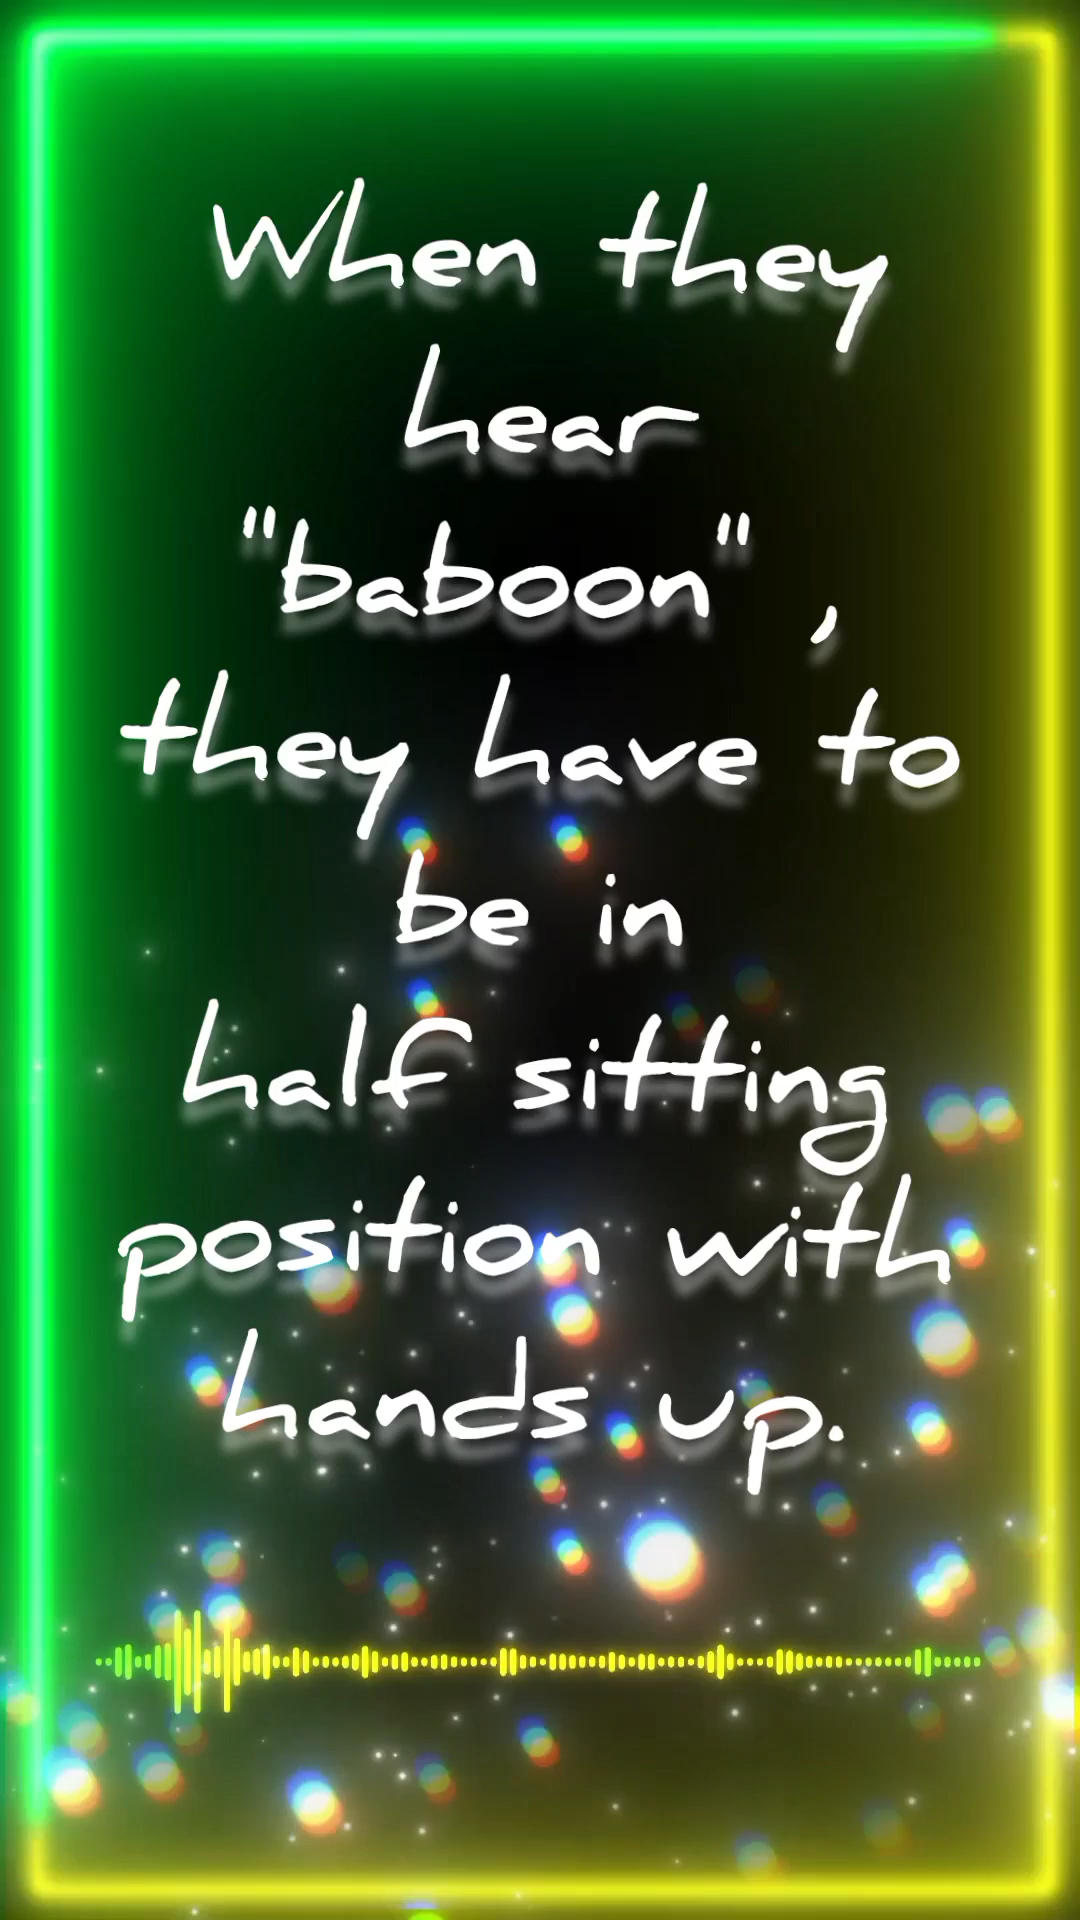 When they
hear
"baboon" ,
they have to
be in
half sitting
position with
hands up.